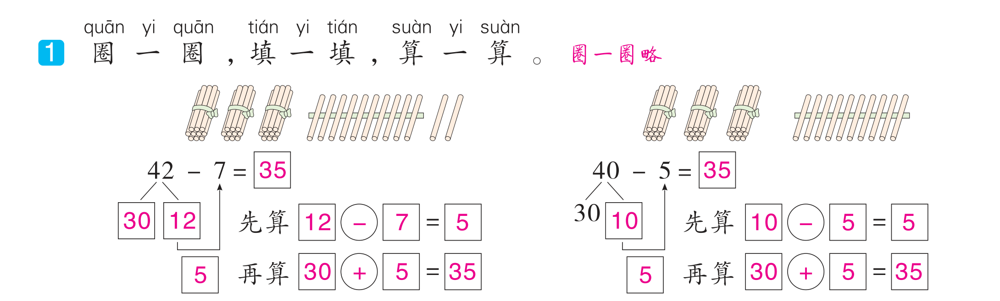 quān yi quān tián yi tián suàn yi suàn
1 圈一圈,填一填,算一算。 圈一圈略
42 - 7 = 35
30 12
先算 12 - 7 = 5
5
再算 30 + 5 = 35
40 - 5 = 35
30 10
先算 10 - 5 = 5
5
再算 30 + 5 = 35